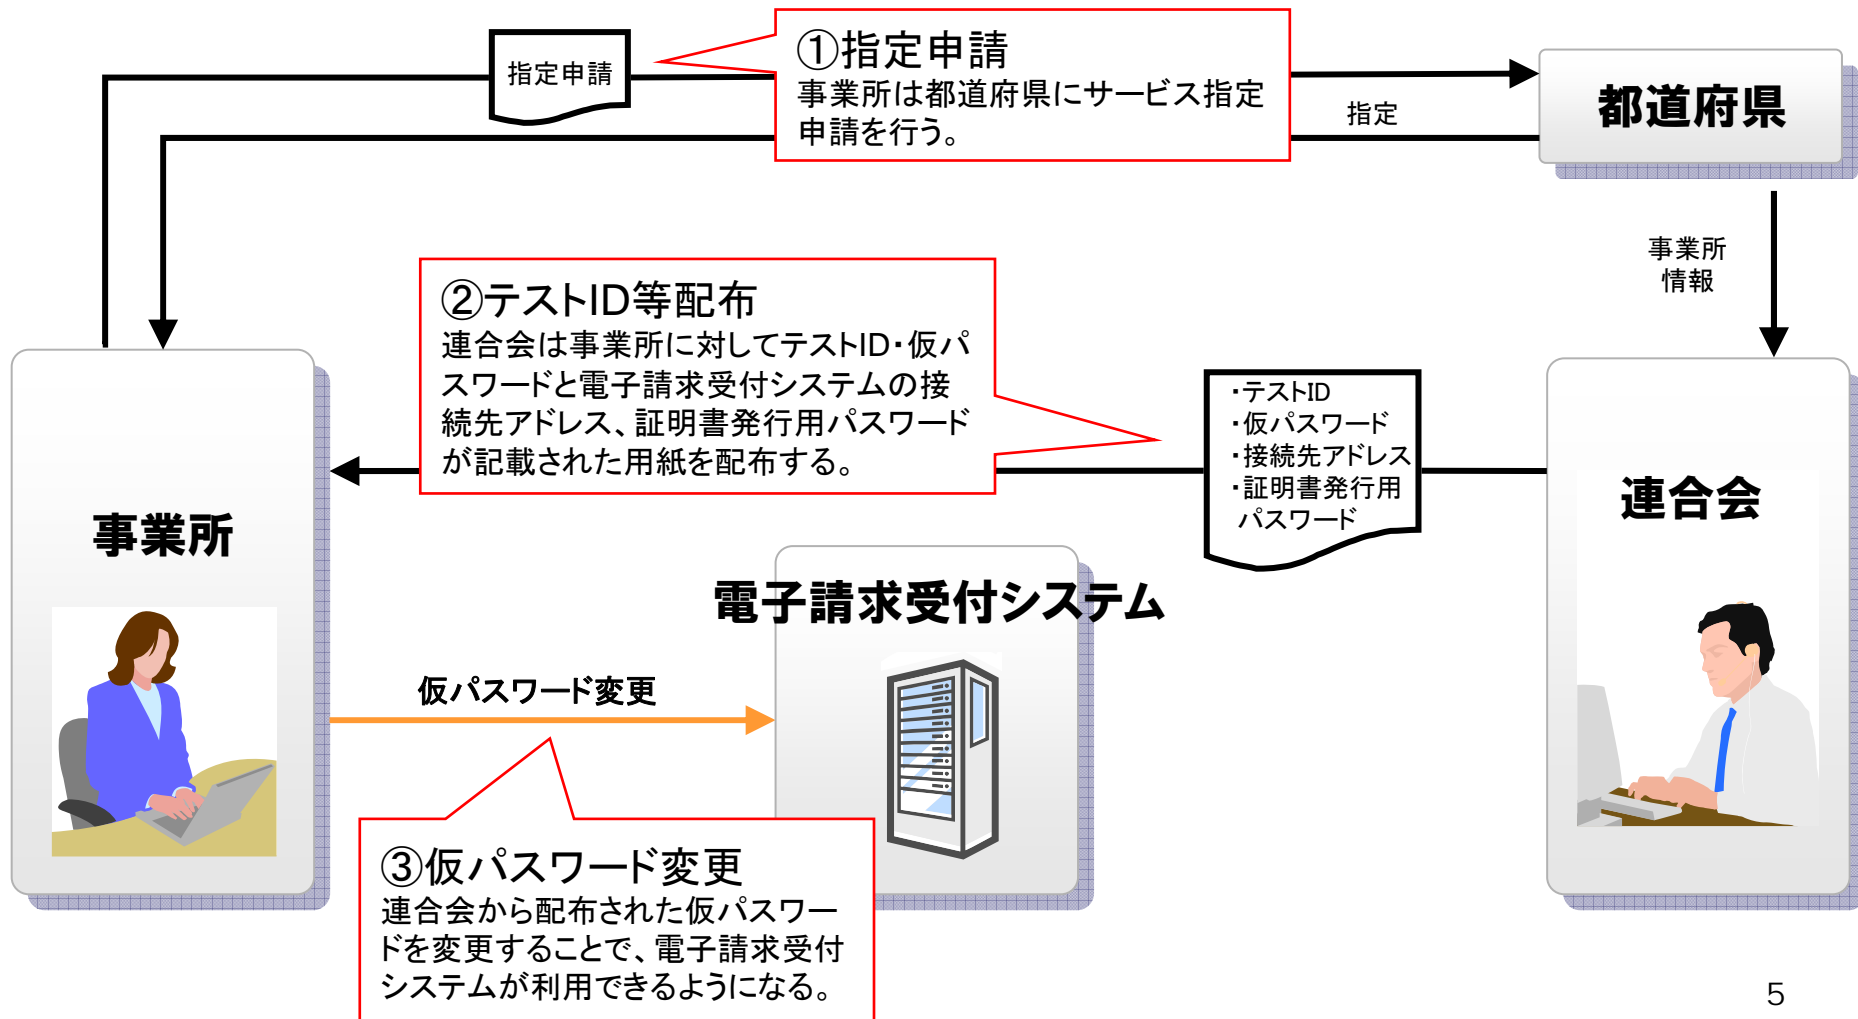 指定申請
①指定申請
事業所は都道府県にサービス指定
申請を行う。
指定
都道府県
事業所
情報
②テストID等配布
連合会は事業所に対してテストID・仮パ
スワードと電子請求受付システムの接
続先アドレス、証明書発行用パスワード
が記載された用紙を配布する。
・テストID
・仮パスワード
・接続先アドレス
・証明書発行用
パスワード
連合会
事業所
電子請求受付システム
仮パスワード変更
③仮パスワード変更
連合会から配布された仮パスワー
ドを変更することで、電子請求受付
システムが利用できるようになる。
5